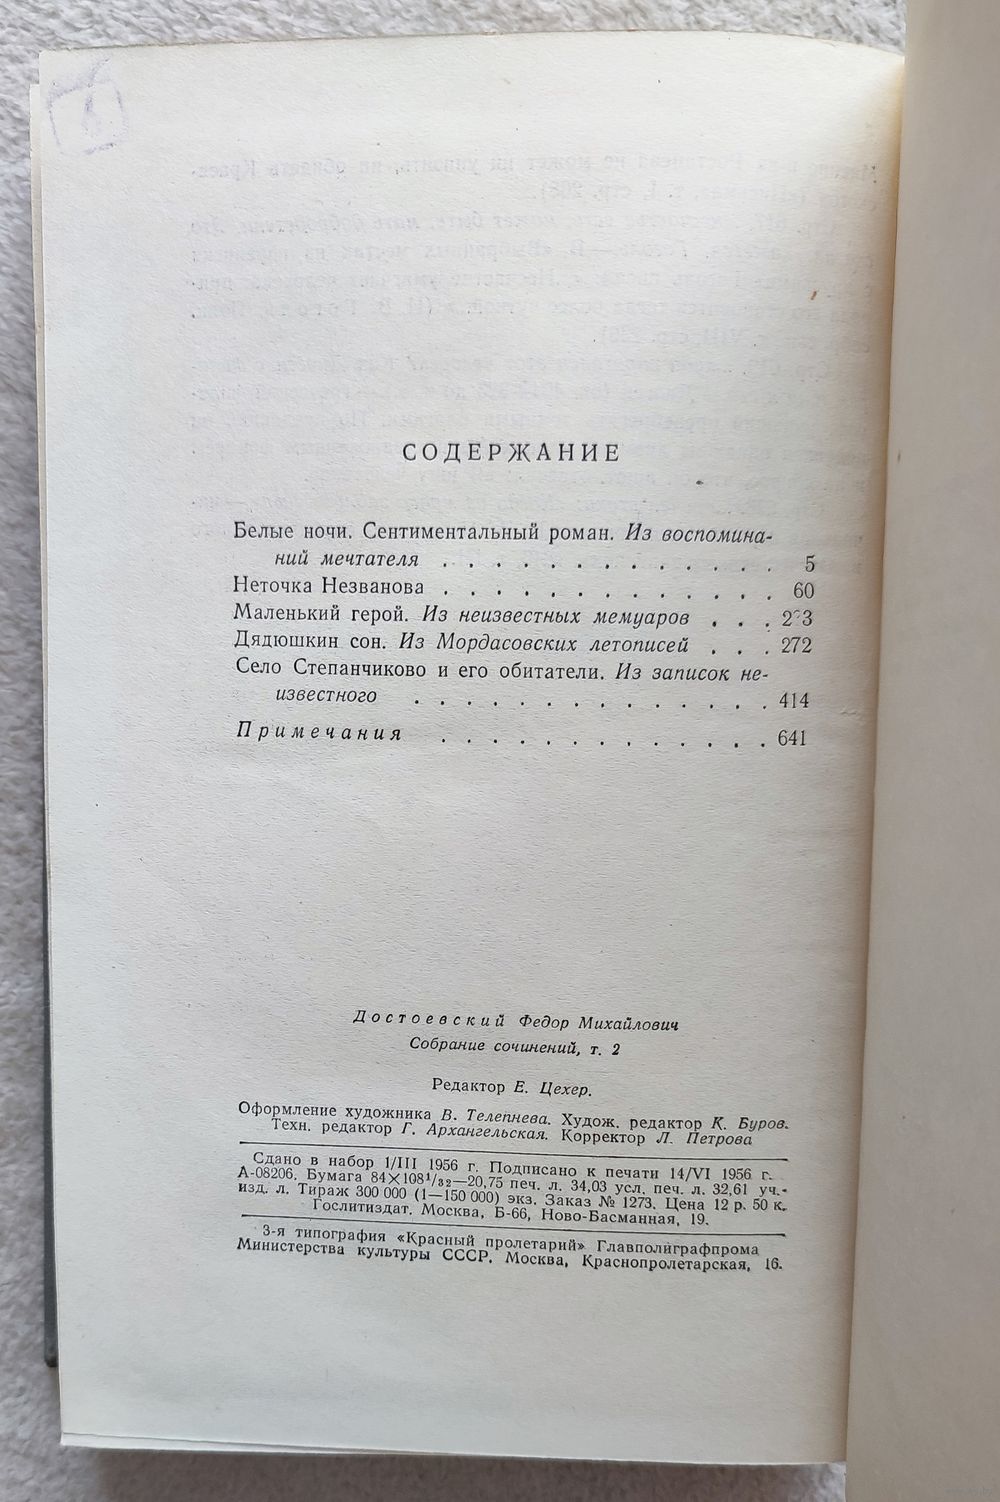 СОДЕРЖАНИЕ
Белые ночи. Сентиментальный роман. Из воспомина-
ний мечтателя . . . . . . . . . . . . . 5
Неточка Незванова . . . . . . . . . . . . . 60
Маленький герой. Из неизвестных мемуаров . . .
Дядюшкин сон. Из Мордасовских летописей . . . 272
Село Степанчиково и его обитатели. Из записок не-
известного . . . . . . . . . . . . . . 414
Примечания . . . . . . . . . . . . . 641
Достоевский Федор Михайлович
Собрание сочинений, т. 2
Редактор Е. Цехер.
Оформление художника В. Телепнева. Худож. редактор К. Буров.
Техн. редактор Г. Архангельская. Корректор Л. Петрова
Сдано в набор 1/III 1956 г. Подписано к печати 14/VI 1956 г.
А-08206. Бумага 84×108¹/₃₂—20,75 печ. л. 34,03 усл. печ. л. 32,61 уч.-
изд. л. Тираж 300 000 (1—150 000) экз. Заказ № 1273. Цена 12 р. 50 к.
Гослитиздат. Москва, Б-66, Ново-Басманная, 19.
3-я типография «Красный пролетарий» Главполиграфпрома
Министерства культуры СССР. Москва, Краснопролетарская, 16.